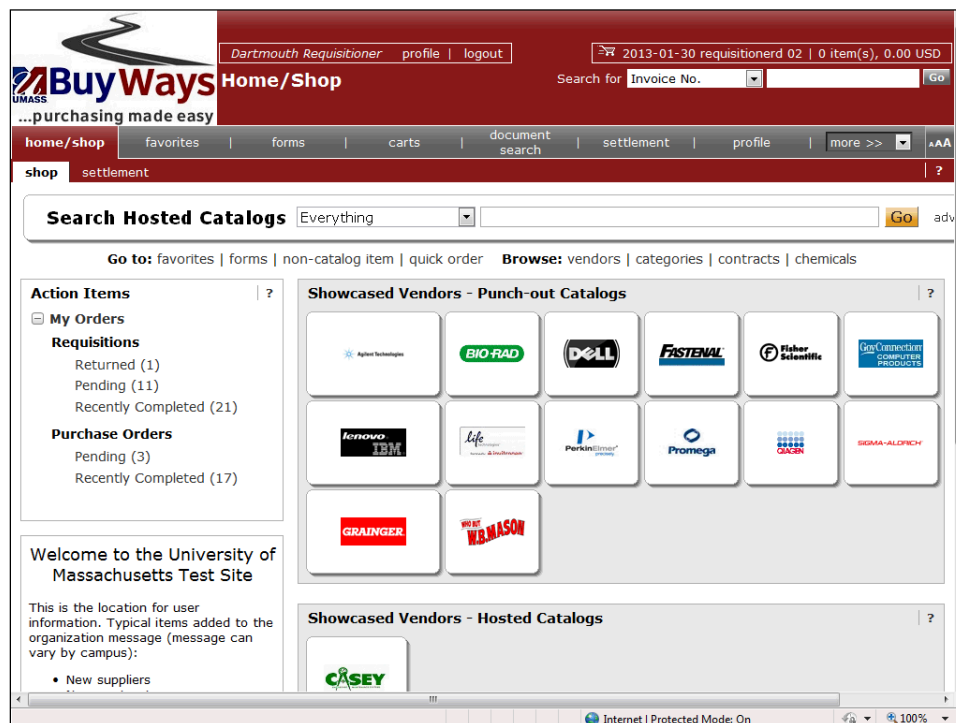 UMASS BuyWays
...purchasing made easy
Dartmouth Requisitioner profile | logout
2013-01-30 requisitionerd 02 | 0 item(s), 0.00 USD
Home/Shop
Search for Invoice No. Go
home/shop favorites | forms | carts | document search | settlement | profile | more >> AAA
shop settlement ?
Search Hosted Catalogs Everything Go adv
Go to: favorites | forms | non-catalog item | quick order Browse: vendors | categories | contracts | chemicals
Action Items ?
My Orders
Requisitions
Returned (1)
Pending (11)
Recently Completed (21)
Purchase Orders
Pending (3)
Recently Completed (17)
Welcome to the University of
Massachusetts Test Site
This is the location for user
information. Typical items added to the
organization message (message can
vary by campus):
• New suppliers
Showcased Vendors - Punch-out Catalogs ?
Agilent Technologies
BIO-RAD
DELL
FASTENAL
Fisher Scientific
GovConnection COMPUTER PRODUCTS
lenovo IBM
life technologies
invitrogen
PerkinElmer precisely
Promega
QIAGEN
SIGMA-ALDRICH
GRAINGER
WHO BUT W.B. MASON
Showcased Vendors - Hosted Catalogs ?
CASEY
Internet | Protected Mode: On 100%